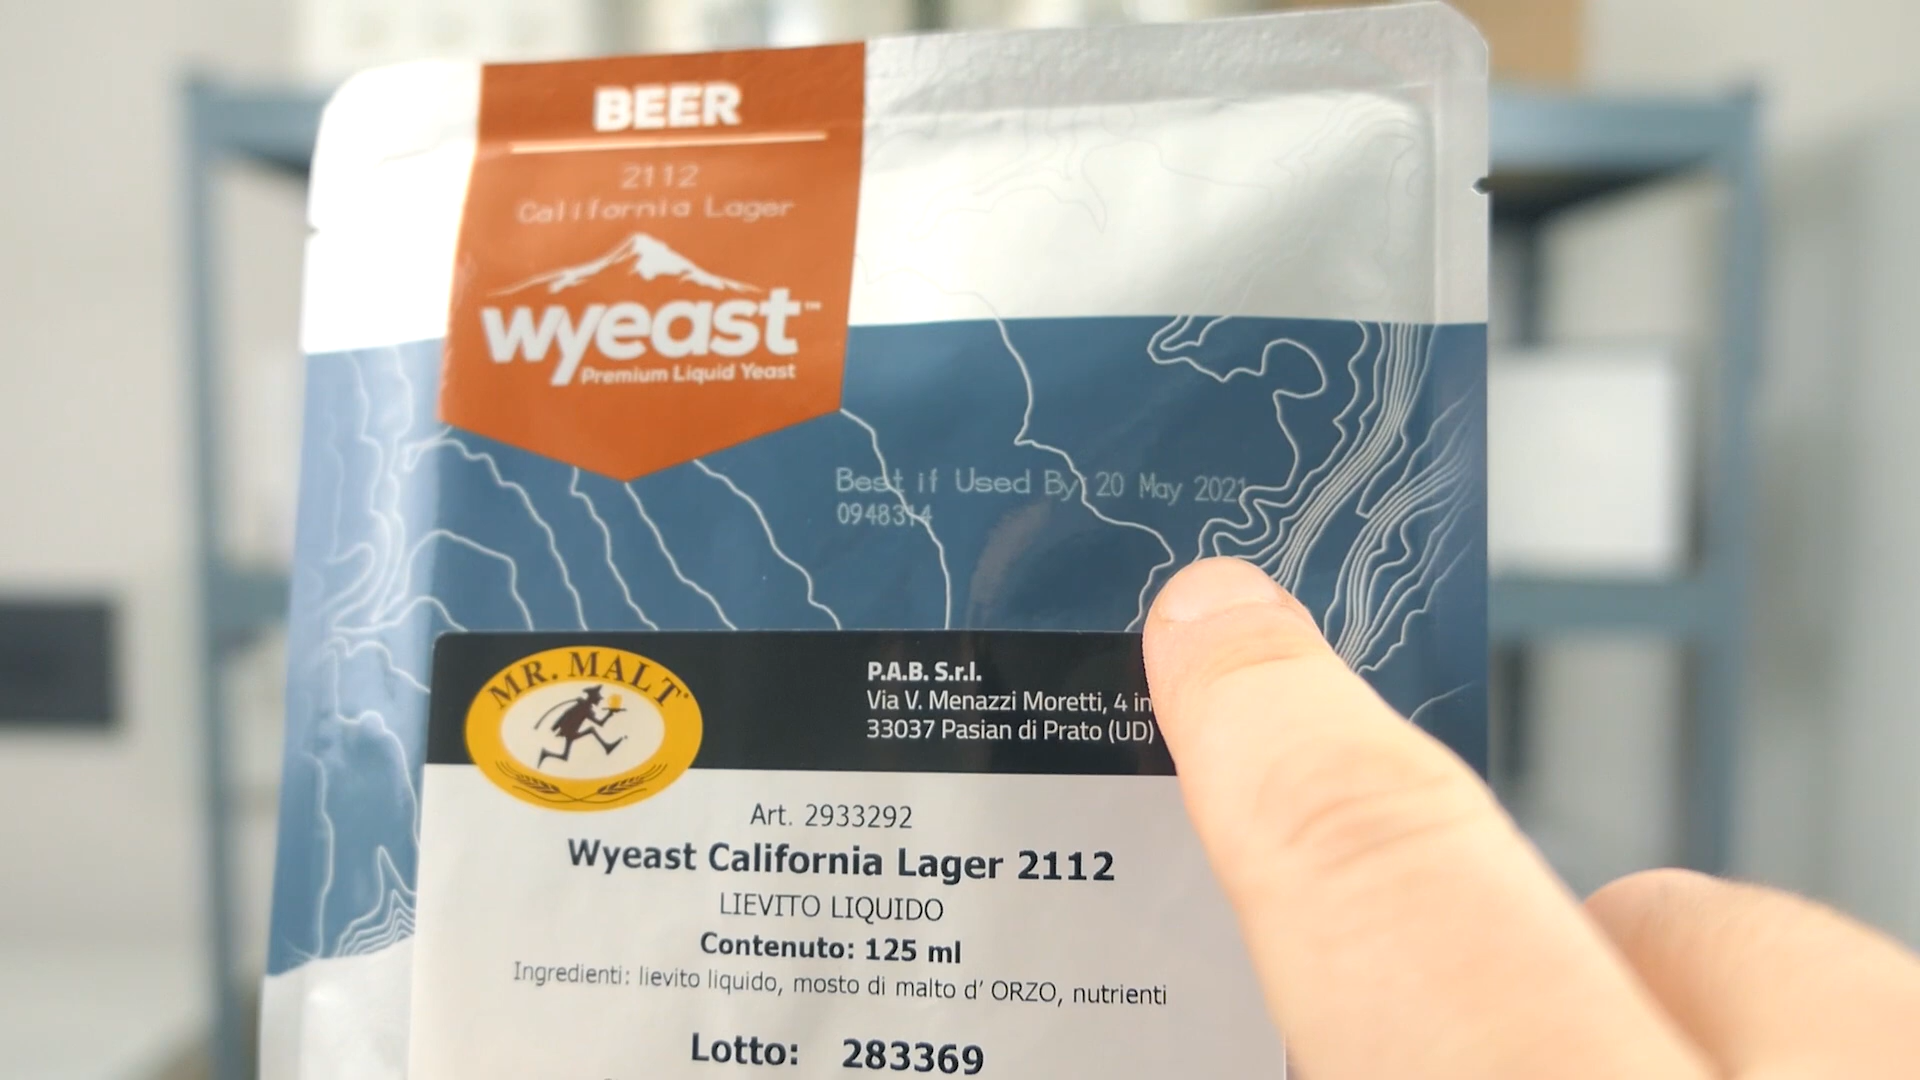 BEER
2112
California Lager
wyeast™
Premium Liquid Yeast
Best if Used By 20 May 2021
0948314
MR. MALT®
P.A.B. S.r.l.
Via V. Menazzi Moretti, 4 in
33037 Pasian di Prato (UD)
Art. 2933292
Wyeast California Lager 2112
LIEVITO LIQUIDO
Contenuto: 125 ml
Ingredienti: lievito liquido, mosto di malto d' ORZO, nutrienti
Lotto: 283369